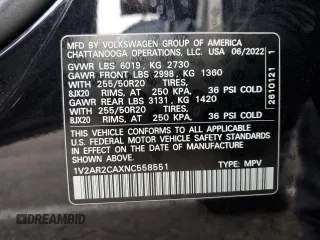 MFD BY VOLKSWAGEN GROUP OF AMERICA
CHATTANOOGA OPERATIONS, LLC. USA 06/2022
GVWR LBS 6019, KG 2730
GAWR FRONT LBS 2998, KG 1360
WITH 255/50R20 TIRES,
8JX20 RIMS, AT 250 KPA, 36 PSI COLD
GAWR REAR LBS 3131, KG 1420
WITH 255/50R20 TIRES,
8JX20 RIMS, AT 250 KPA, 36 PSI COLD
THIS VEHICLE CONFORMS TO ALL APPLICABLE
FEDERAL MOTOR VEHICLE SAFETY STANDARDS
IN EFFECT ON THE DATE OF MANUFACTURE
SHOWN ABOVE
1V2AR2CAXNC558551 TYPE: MPV
2610121
©DREAMBID